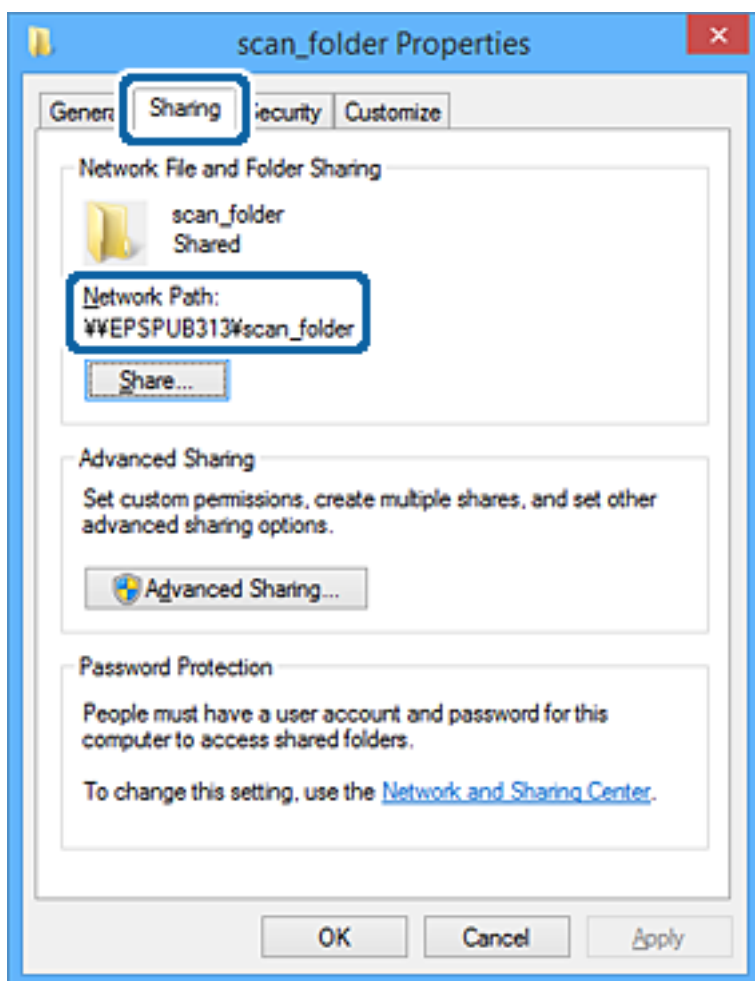 scan_folder Properties
General Sharing Security Customize
Network File and Folder Sharing
scan_folder
Shared
Network Path:
¥¥EPSPUB313¥scan_folder
Share...
Advanced Sharing
Set custom permissions, create multiple shares, and set other
advanced sharing options.
Advanced Sharing...
Password Protection
People must have a user account and password for this
computer to access shared folders.
To change this setting, use the Network and Sharing Center.
OK Cancel Apply